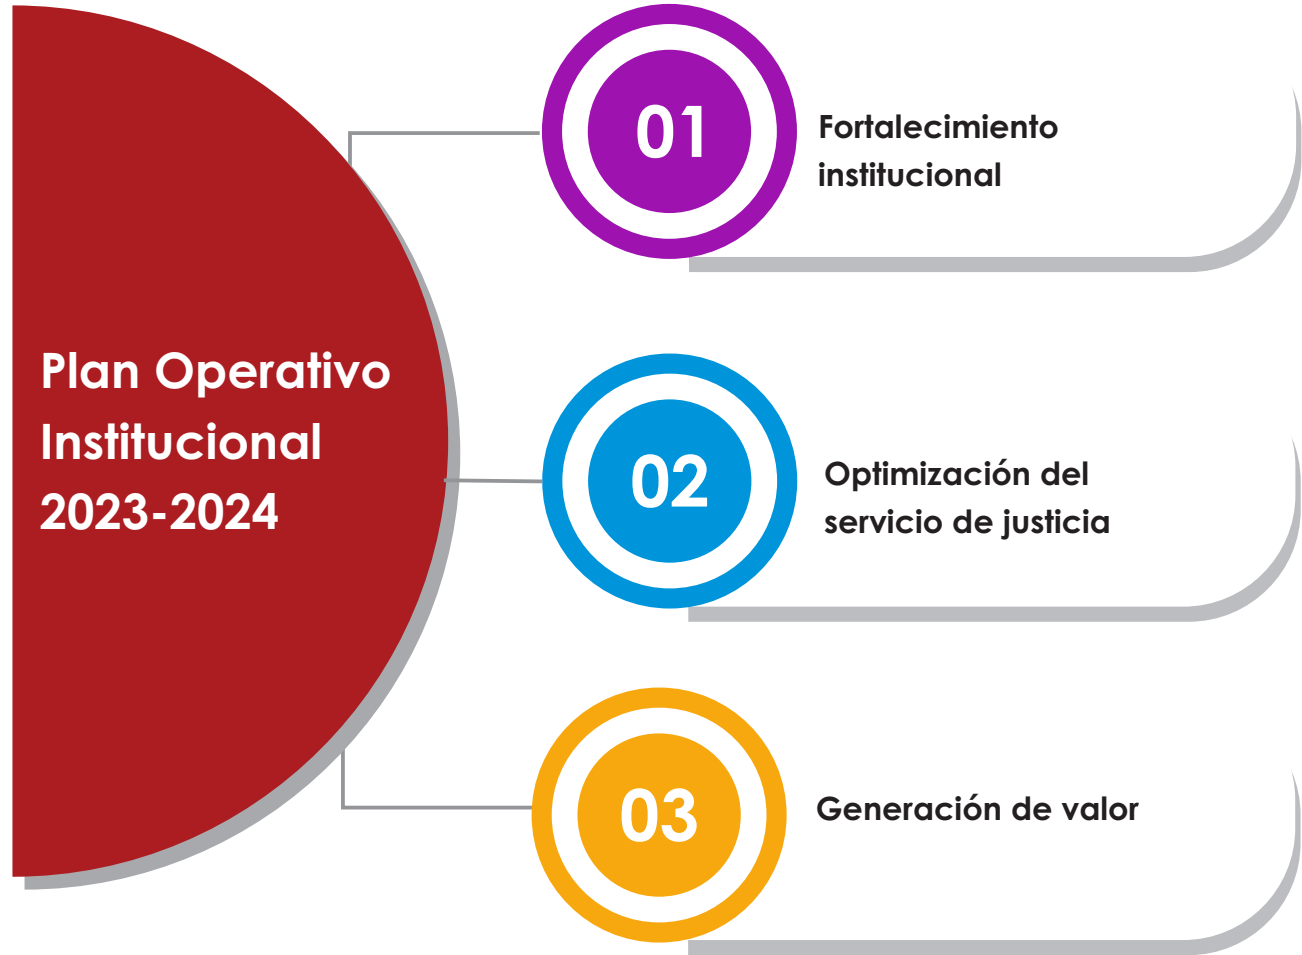 Plan Operativo
Institucional
2023-2024
01
Fortalecimiento
institucional
02
Optimización del
servicio de justicia
03
Generación de valor